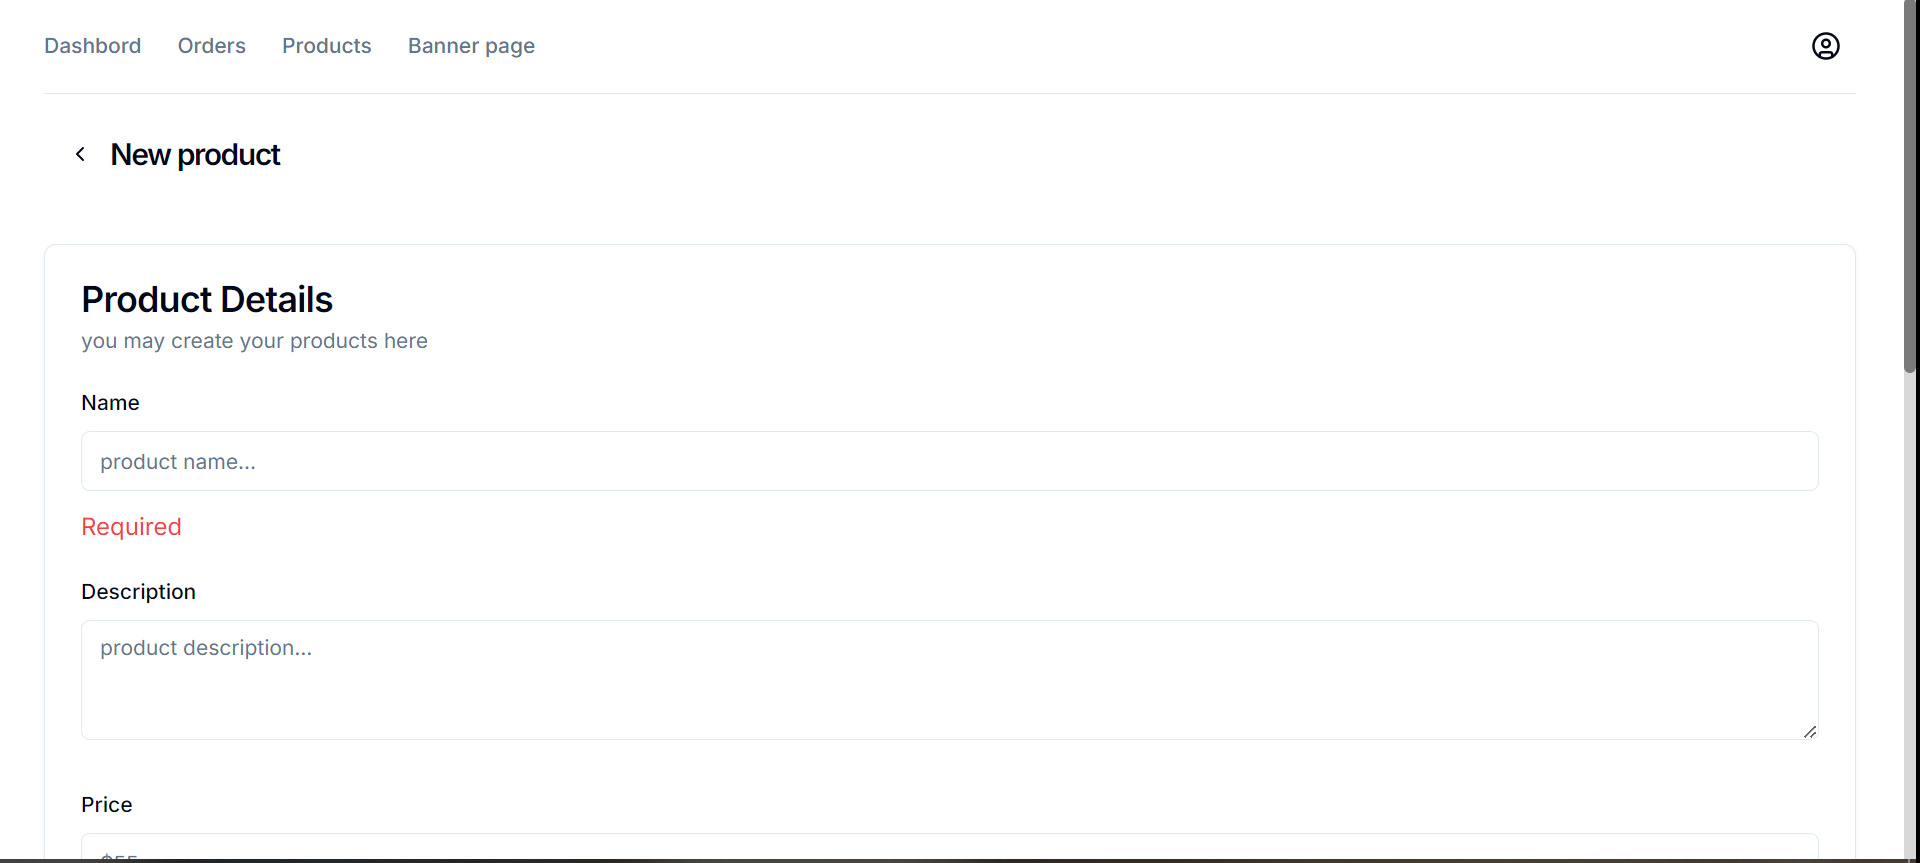 Dashbord Orders Products Banner page
New product
Product Details
you may create your products here
Name
product name...
Required
Description
product description...
Price